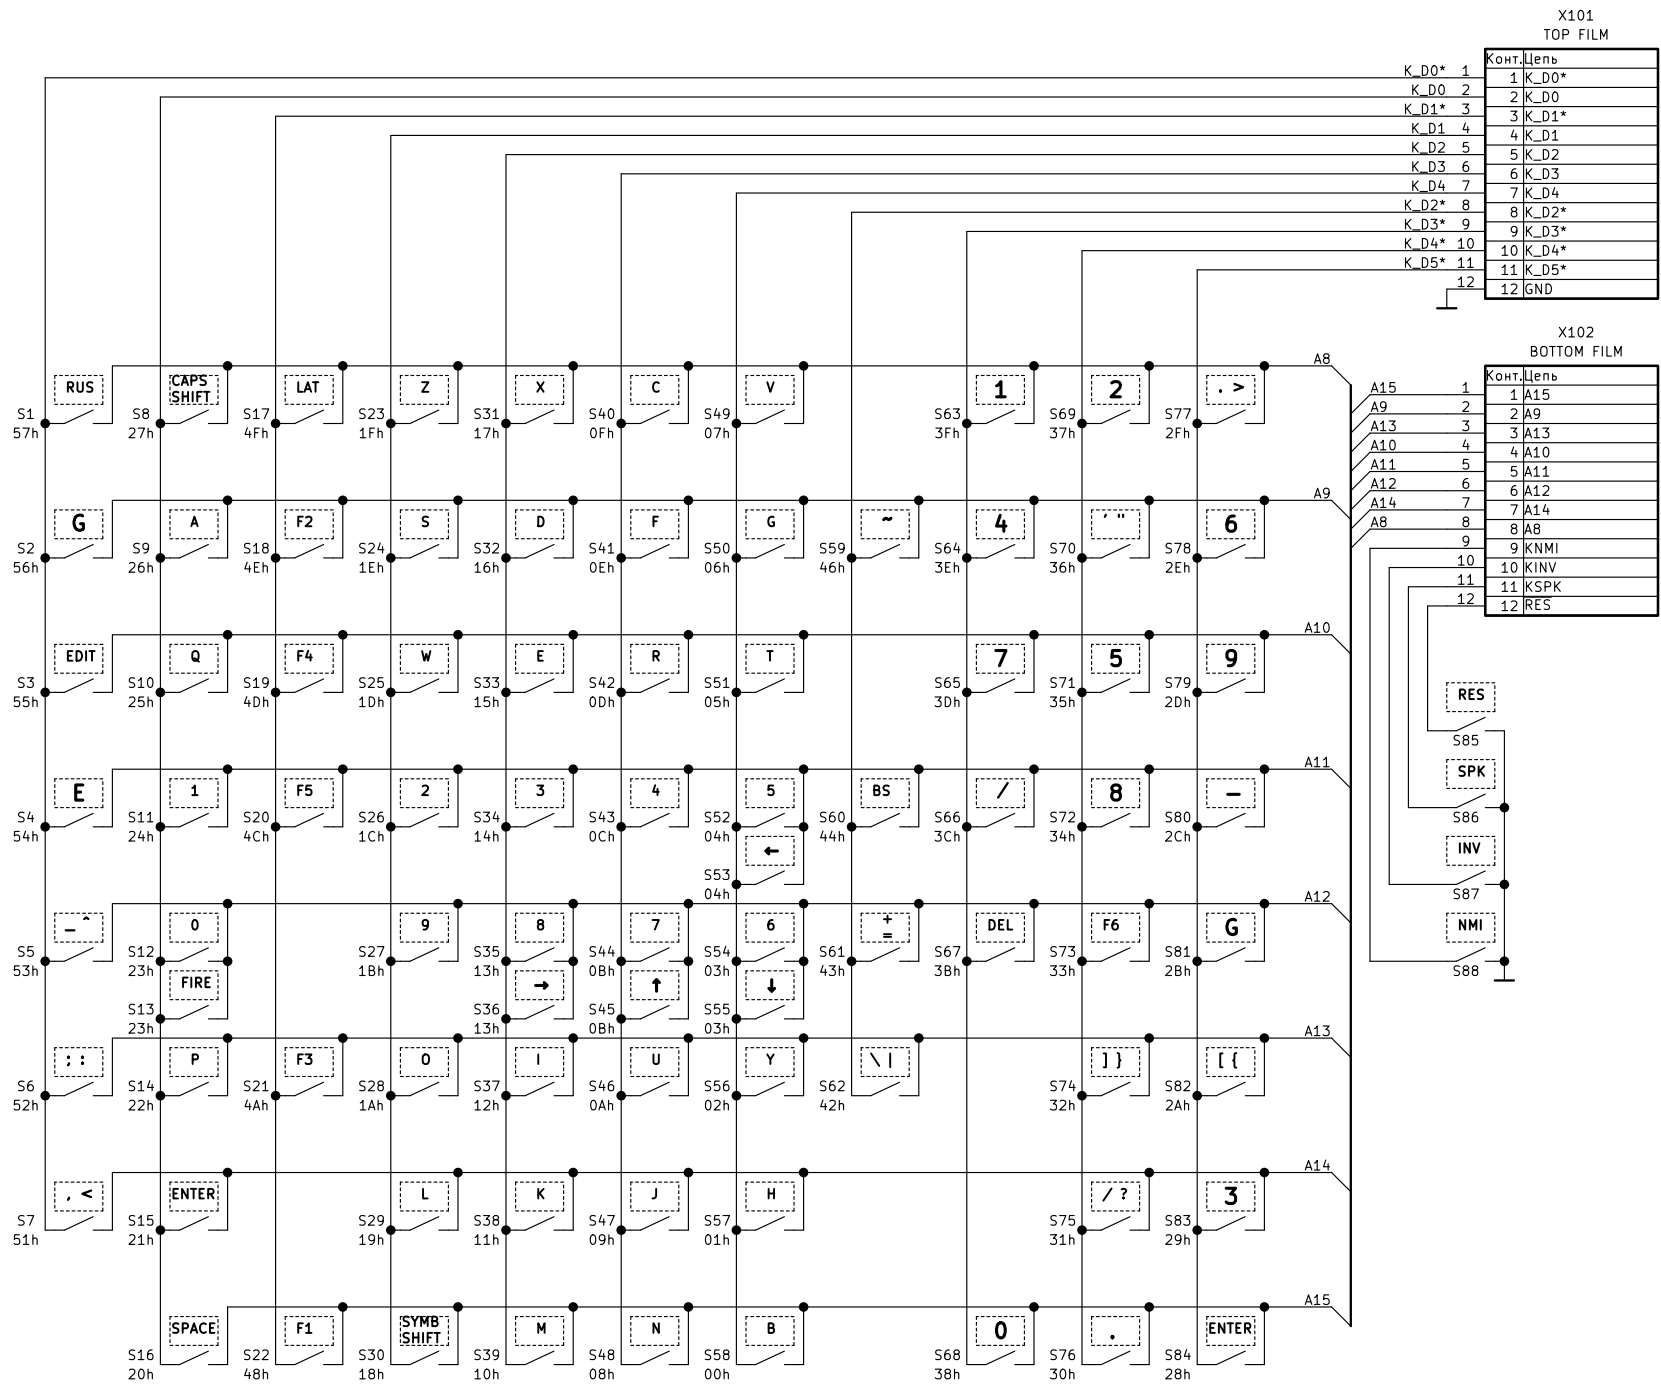 X101
TOP FILM
Конт. Цепь
K_D0* 1 1 K_D0*
K_D0 2 2 K_D0
K_D1* 3 3 K_D1*
K_D1 4 4 K_D1
K_D2 5 5 K_D2
K_D3 6 6 K_D3
K_D4 7 7 K_D4
K_D2* 8 8 K_D2*
K_D3* 9 9 K_D3*
K_D4* 10 10 K_D4*
K_D5* 11 11 K_D5*
12 12 GND
X102
BOTTOM FILM
Конт. Цепь
A15 1 1 A15
A9 2 2 A9
A13 3 3 A13
A10 4 4 A10
A11 5 5 A11
A12 6 6 A12
A14 7 7 A14
A8 8 8 A8
9 9 KNMI
10 10 KINV
11 11 KSPK
12 12 RES
A8
RUS CAPS SHIFT LAT Z X C V 1 2 . >
S1 S8 S17 S23 S31 S40 S49 S63 S69 S77
57h 27h 4Fh 1Fh 17h 0Fh 07h 3Fh 37h 2Fh
A9
G A F2 S D F G ~ 4 ' " 6
S2 S9 S18 S24 S32 S41 S50 S59 S64 S70 S78
56h 26h 4Eh 1Eh 16h 0Eh 06h 46h 3Eh 36h 2Eh
A10
EDIT Q F4 W E R T 7 5 9
S3 S10 S19 S25 S33 S42 S51 S65 S71 S79
55h 25h 4Dh 1Dh 15h 0Dh 05h 3Dh 35h 2Dh
A11
E 1 F5 2 3 4 5 BS / 8 −
S4 S11 S20 S26 S34 S43 S52 S60 S66 S72 S80
54h 24h 4Ch 1Ch 14h 0Ch 04h 44h 3Ch 34h 2Ch
←
S53
04h
A12
_ ^ 0 9 8 7 6 + = DEL F6 G
S5 S12 S27 S35 S44 S54 S61 S67 S73 S81
53h 23h 1Bh 13h 0Bh 03h 43h 3Bh 33h 2Bh
FIRE → ↑ ↓
S13 S36 S45 S55
23h 13h 0Bh 03h
A13
; : P F3 O I U Y \ | ] } [ {
S6 S14 S21 S28 S37 S46 S56 S62 S74 S82
52h 22h 4Ah 1Ah 12h 0Ah 02h 42h 32h 2Ah
A14
, < ENTER L K J H / ? 3
S7 S15 S29 S38 S47 S57 S75 S83
51h 21h 19h 11h 09h 01h 31h 29h
A15
SPACE F1 SYMB SHIFT M N B 0 . ENTER
S16 S22 S30 S39 S48 S58 S68 S76 S84
20h 48h 18h 10h 08h 00h 38h 30h 28h
RES
S85
SPK
S86
INV
S87
NMI
S88